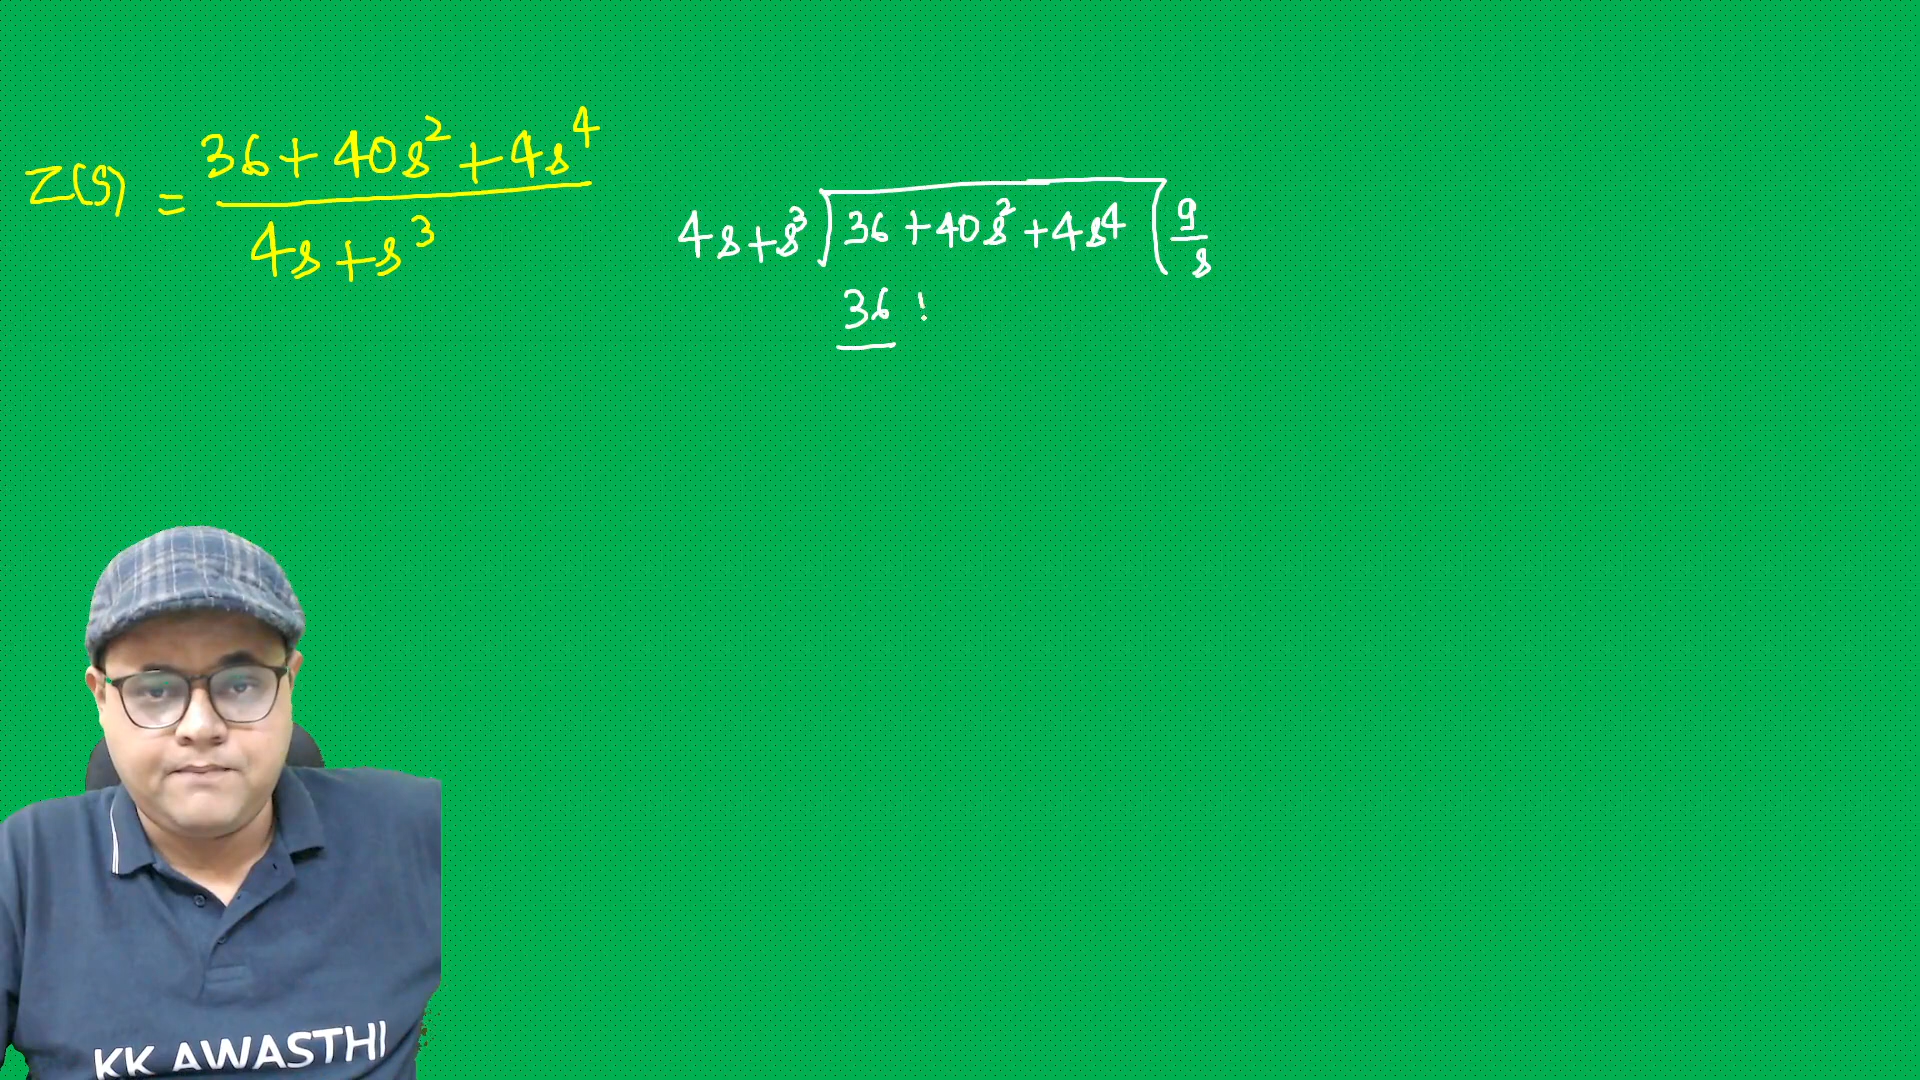 Z(S) = 36+40s²+4s⁴ / 4s+s³
4s+s³) 36+40s²+4s⁴ (9/s
36 :
KK AWASTHI